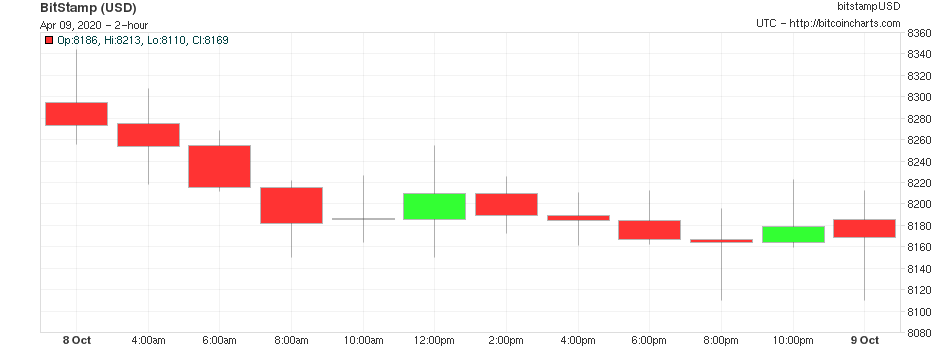 BitStamp (USD)
bitstampUSD
Apr 09, 2020 - 2-hour
UTC - http://bitcoincharts.com
Op:8186, Hi:8213, Lo:8110, Cl:8169
8360
8340
8320
8300
8280
8260
8240
8220
8200
8180
8160
8140
8120
8100
8080
8 Oct 4:00am 6:00am 8:00am 10:00am 12:00pm 2:00pm 4:00pm 6:00pm 8:00pm 10:00pm 9 Oct